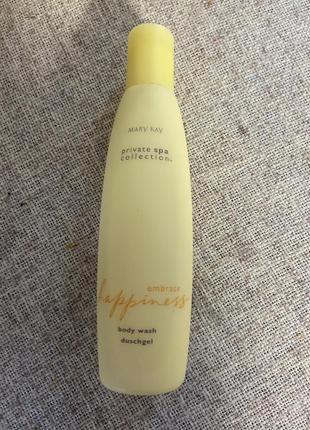 MARY KAY
private spa
collection®
embrace
happiness
body wash
duschgel